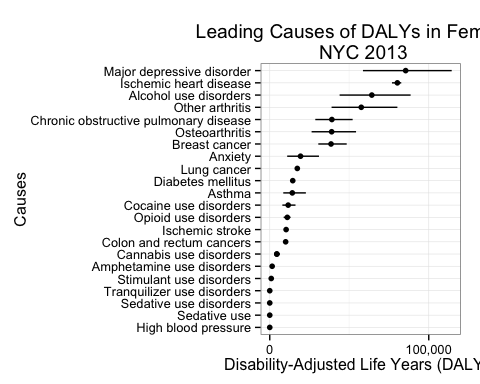 Leading Causes of DALYs in Fem
NYC 2013
Major depressive disorder
Ischemic heart disease
Alcohol use disorders
Other arthritis
Chronic obstructive pulmonary disease
Osteoarthritis
Breast cancer
Anxiety
Lung cancer
Diabetes mellitus
Asthma
Cocaine use disorders
Opioid use disorders
Ischemic stroke
Colon and rectum cancers
Cannabis use disorders
Amphetamine use disorders
Stimulant use disorders
Tranquilizer use disorders
Sedative use disorders
Sedative use
High blood pressure
Causes
0 100,000
Disability-Adjusted Life Years (DALY